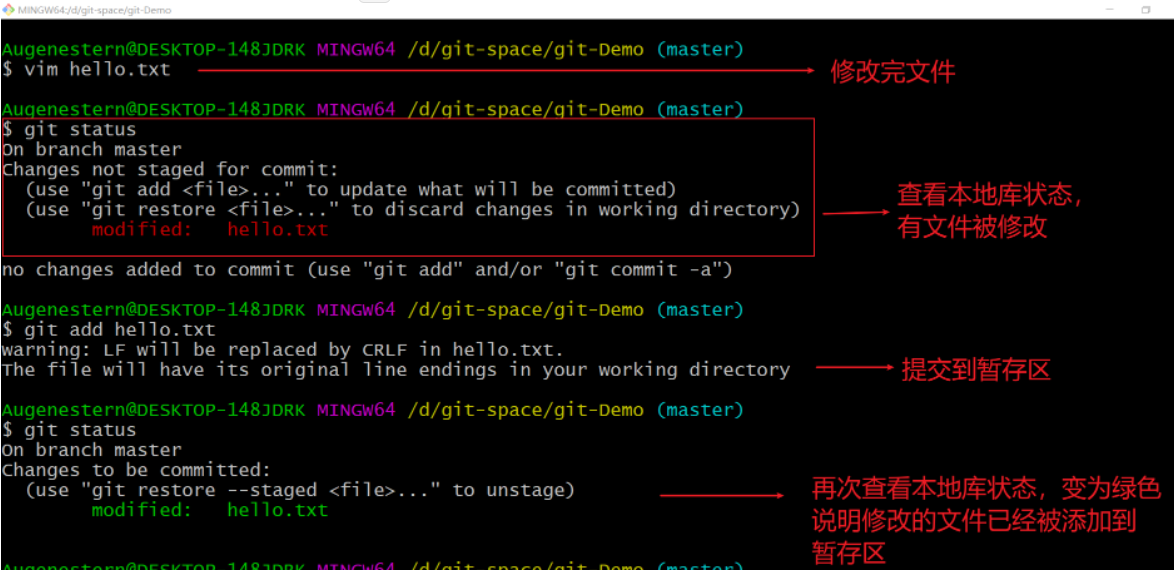 MINGW64:/d/git-space/git-Demo
Augenestern@DESKTOP-148JDRK MINGW64 /d/git-space/git-Demo (master)
$ vim hello.txt
修改完文件
Augenestern@DESKTOP-148JDRK MINGW64 /d/git-space/git-Demo (master)
$ git status
On branch master
Changes not staged for commit:
(use "git add <file>..." to update what will be committed)
(use "git restore <file>..." to discard changes in working directory)
modified: hello.txt
查看本地库状态，
有文件被修改
no changes added to commit (use "git add" and/or "git commit -a")
Augenestern@DESKTOP-148JDRK MINGW64 /d/git-space/git-Demo (master)
$ git add hello.txt
warning: LF will be replaced by CRLF in hello.txt.
The file will have its original line endings in your working directory
提交到暂存区
Augenestern@DESKTOP-148JDRK MINGW64 /d/git-space/git-Demo (master)
$ git status
On branch master
Changes to be committed:
(use "git restore --staged <file>..." to unstage)
modified: hello.txt
再次查看本地库状态，变为绿色
说明修改的文件已经被添加到
暂存区
Augenestern@DESKTOP-148JDRK MINGW64 /d/git-space/git-Demo (master)